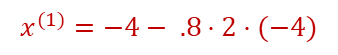 x⁽¹⁾ = −4 − .8 · 2 · (−4)